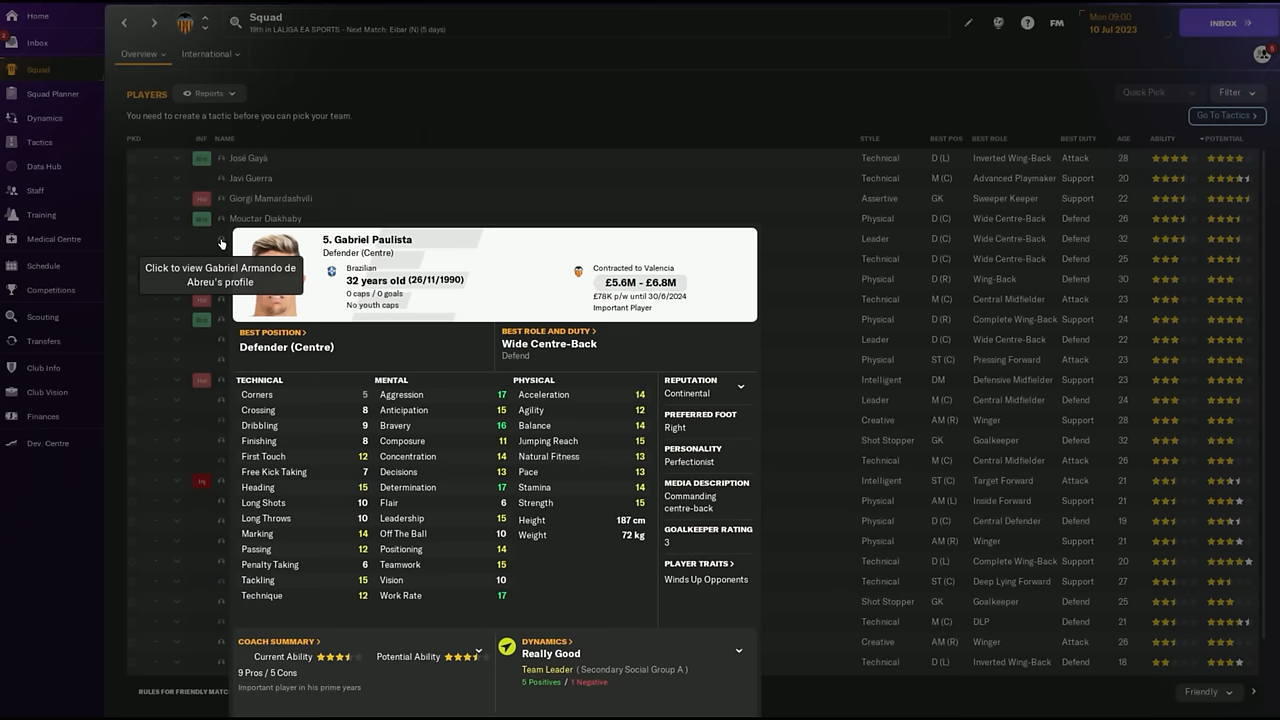 Home
Inbox
2
Squad
Squad Planner
Dynamics
Tactics
Data Hub
Staff
Training
Medical Centre
Schedule
Competitions
Scouting
Transfers
Club Info
Club Vision
Finances
Dev. Centre
Squad
19th in LALIGA EA SPORTS - Next Match: Eibar (N) (5 days)
FM
Mon 09:00
10 Jul 2023
INBOX
Overview
International
PLAYERS
Reports
Quick Pick
Filter
You need to create a tactic before you can pick your team.
Go To Tactics >
PKD INF NAME STYLE BEST POS BEST ROLE BEST DUTY AGE ABILITY POTENTIAL
José Gayà Technical D (L) Inverted Wing-Back Attack 28
Javi Guerra Technical M (C) Advanced Playmaker Support 20
Giorgi Mamardashvili Assertive GK Sweeper Keeper Support 22
Mouctar Diakhaby Physical D (C) Wide Centre-Back Defend 26
Leader D (C) Wide Centre-Back Defend 32
Technical D (C) Wide Centre-Back Defend 25
Physical D (R) Wing-Back Defend 30
Technical M (C) Central Midfielder Attack 23
Physical D (R) Complete Wing-Back Support 24
Leader D (C) Wide Centre-Back Defend 22
Physical ST (C) Pressing Forward Attack 23
Intelligent DM Defensive Midfielder Support 23
Leader M (C) Central Midfielder Attack 24
Creative AM (R) Winger Support 28
Shot Stopper GK Goalkeeper Defend 32
Technical M (C) Central Midfielder Attack 26
Intelligent ST (C) Target Forward Attack 21
Physical AM (L) Inside Forward Support 21
Physical D (C) Central Defender Defend 19
Physical AM (R) Winger Support 21
Technical D (L) Complete Wing-Back Support 20
Technical ST (C) Deep Lying Forward Support 27
Shot Stopper GK Goalkeeper Defend 25
Technical M (C) DLP Defend 21
Creative AM (R) Winger Attack 26
Technical D (L) Inverted Wing-Back Defend 18
Click to view Gabriel Armando de
Abreu's profile
5. Gabriel Paulista
Defender (Centre)
Brazilian
32 years old (26/11/1990)
0 caps / 0 goals
No youth caps
Contracted to Valencia
£5.6M - £6.8M
£78K p/w until 30/6/2024
Important Player
BEST POSITION >
Defender (Centre)
BEST ROLE AND DUTY >
Wide Centre-Back
Defend
TECHNICAL
Corners 5
Crossing 8
Dribbling 9
Finishing 8
First Touch 12
Free Kick Taking 7
Heading 15
Long Shots 10
Long Throws 10
Marking 14
Passing 12
Penalty Taking 6
Tackling 15
Technique 12
MENTAL
Aggression 17
Anticipation 15
Bravery 16
Composure 11
Concentration 14
Decisions 13
Determination 17
Flair 6
Leadership 15
Off The Ball 10
Positioning 14
Teamwork 15
Vision 10
Work Rate 17
PHYSICAL
Acceleration 14
Agility 12
Balance 14
Jumping Reach 15
Natural Fitness 13
Pace 13
Stamina 14
Strength 15
Height 187 cm
Weight 72 kg
REPUTATION
Continental
PREFERRED FOOT
Right
PERSONALITY
Perfectionist
MEDIA DESCRIPTION
Commanding
centre-back
GOALKEEPER RATING
3
PLAYER TRAITS >
Winds Up Opponents
COACH SUMMARY >
Current Ability Potential Ability
9 Pros / 5 Cons
Important player in his prime years
DYNAMICS >
Really Good
Team Leader ( Secondary Social Group A )
5 Positives / 1 Negative
RULES FOR FRIENDLY MATC
Friendly